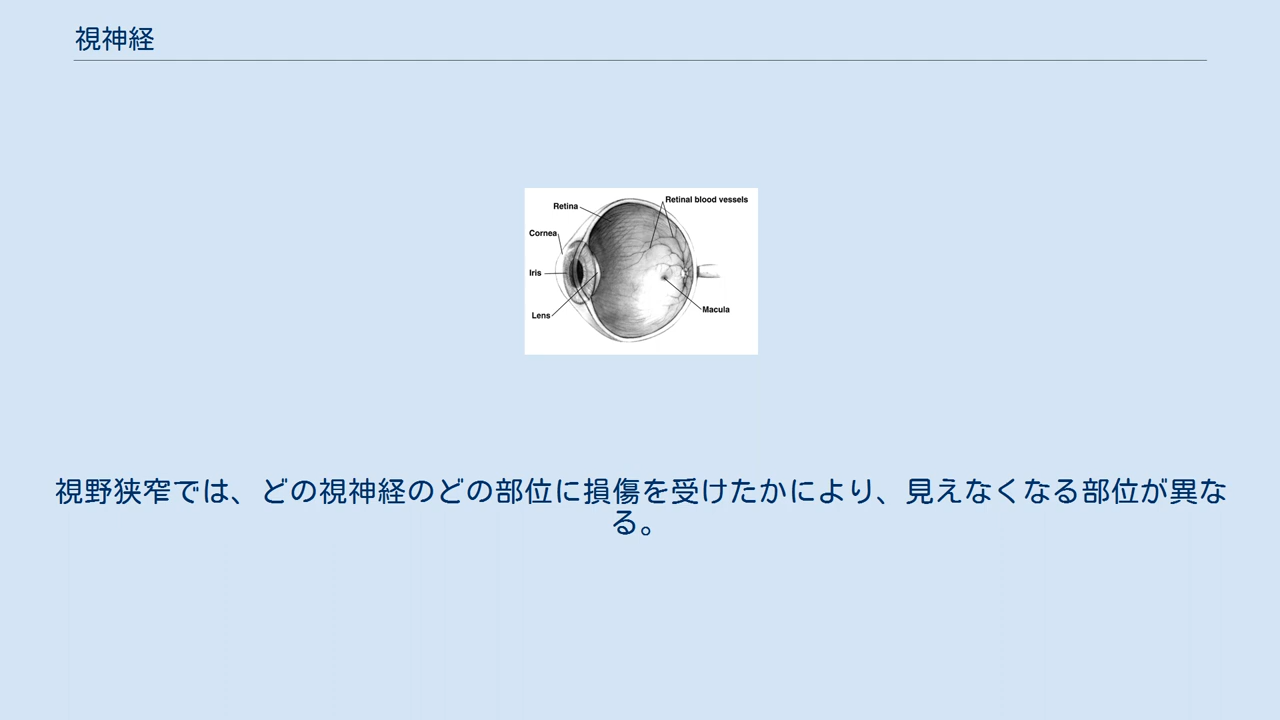 視神経
Retina
Retinal blood vessels
Cornea
Iris
Lens
Macula
視野狭窄では、どの視神経のどの部位に損傷を受けたかにより、見えなくなる部位が異な
る。